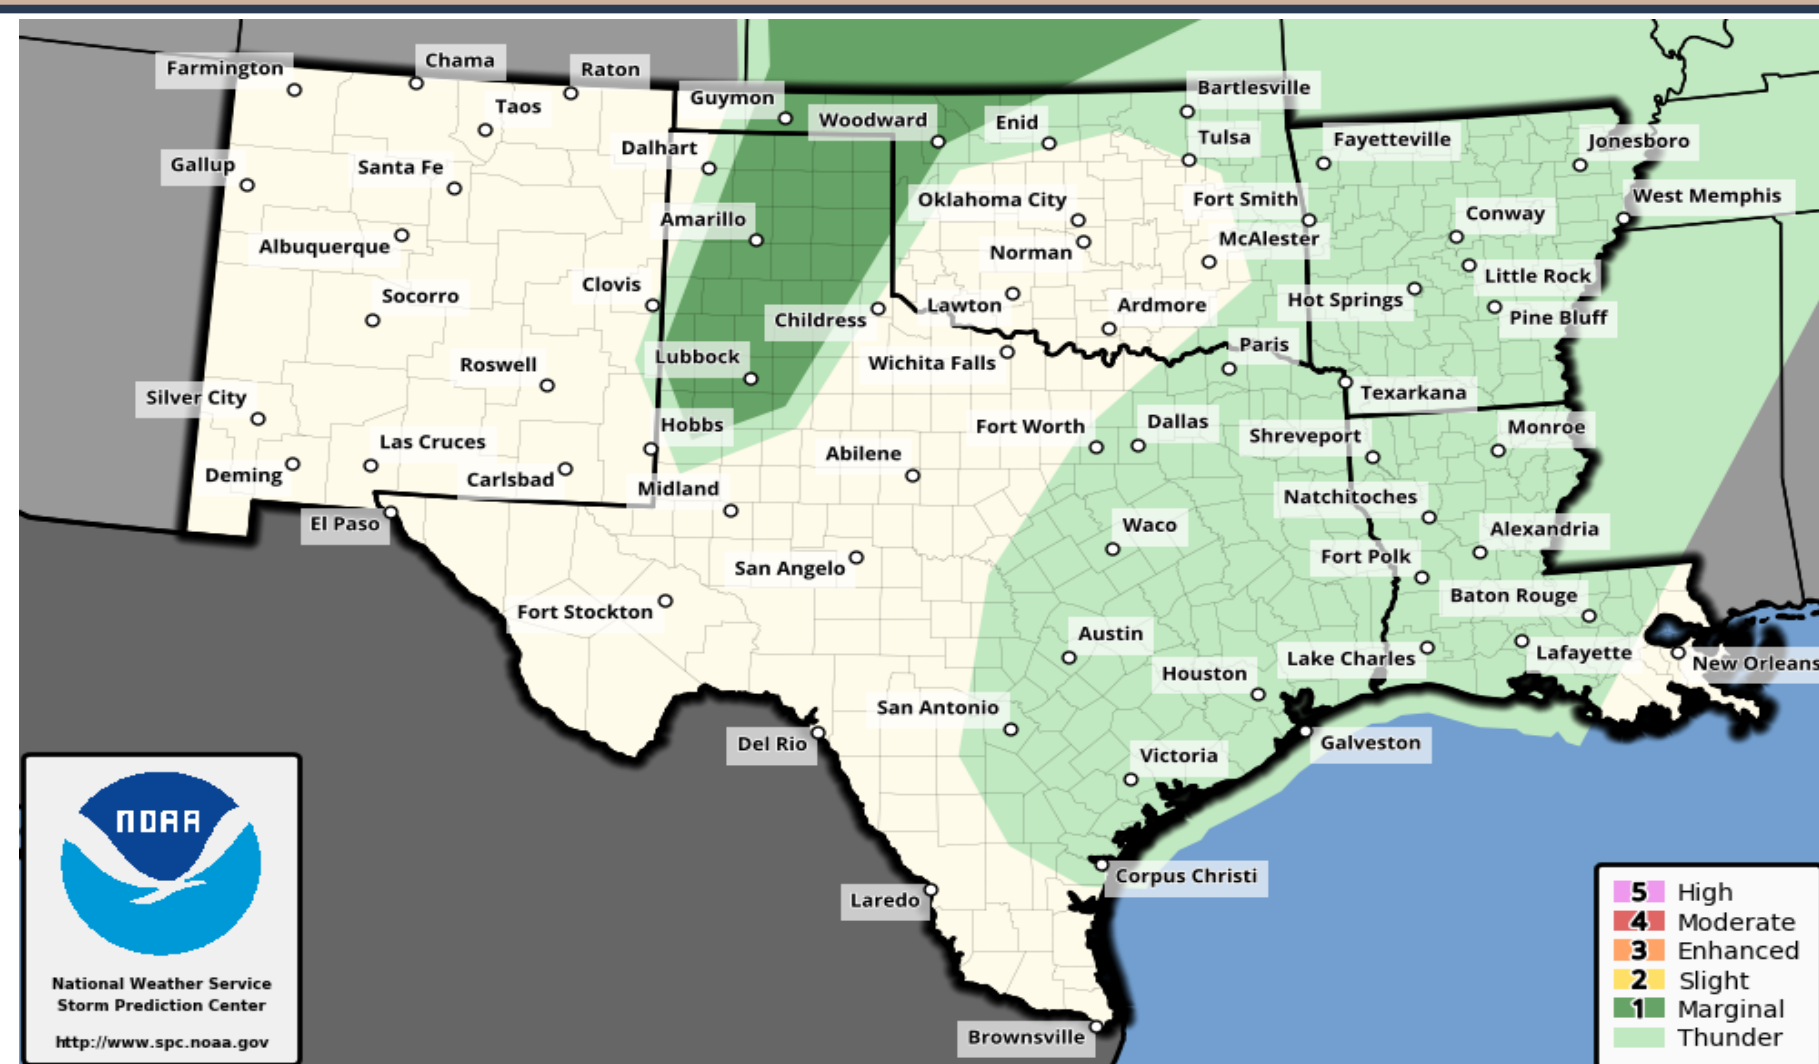 Farmington
Chama
Raton
Taos
Guymon
Woodward
Enid
Bartlesville
Tulsa
Fayetteville
Jonesboro
Dalhart
Gallup
Santa Fe
Oklahoma City
Fort Smith
Conway
West Memphis
Amarillo
Albuquerque
Norman
McAlester
Little Rock
Socorro
Clovis
Childress
Lawton
Ardmore
Hot Springs
Pine Bluff
Roswell
Lubbock
Wichita Falls
Paris
Silver City
Texarkana
Hobbs
Las Cruces
Fort Worth
Dallas
Shreveport
Monroe
Deming
Carlsbad
Abilene
Midland
Natchitoches
El Paso
Waco
Alexandria
San Angelo
Fort Polk
Fort Stockton
Baton Rouge
Austin
Lake Charles
Lafayette
New Orleans
Houston
San Antonio
Del Rio
Galveston
Victoria
Corpus Christi
Laredo
Brownsville
NOAA
National Weather Service
Storm Prediction Center
http://www.spc.noaa.gov
5 High
4 Moderate
3 Enhanced
2 Slight
1 Marginal
Thunder